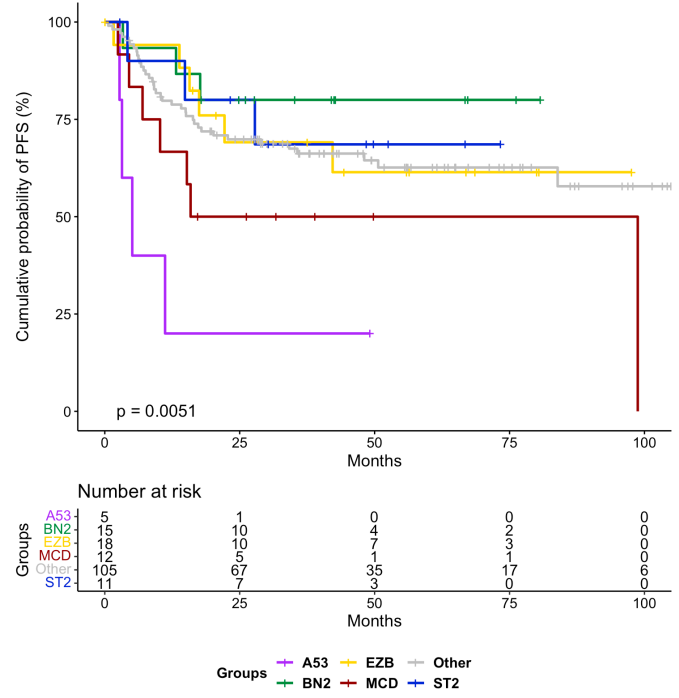 Cumulative probability of PFS (%)
100
75
50
25
0
p = 0.0051
0 25 50 75 100
Months
Number at risk
Groups
A53 5 1 0 0 0
BN2 15 10 4 2 0
EZB 18 10 7 3 0
MCD 12 5 1 1 0
Other 105 67 35 17 6
ST2 11 7 3 0 0
0 25 50 75 100
Months
Groups A53 EZB Other
BN2 MCD ST2